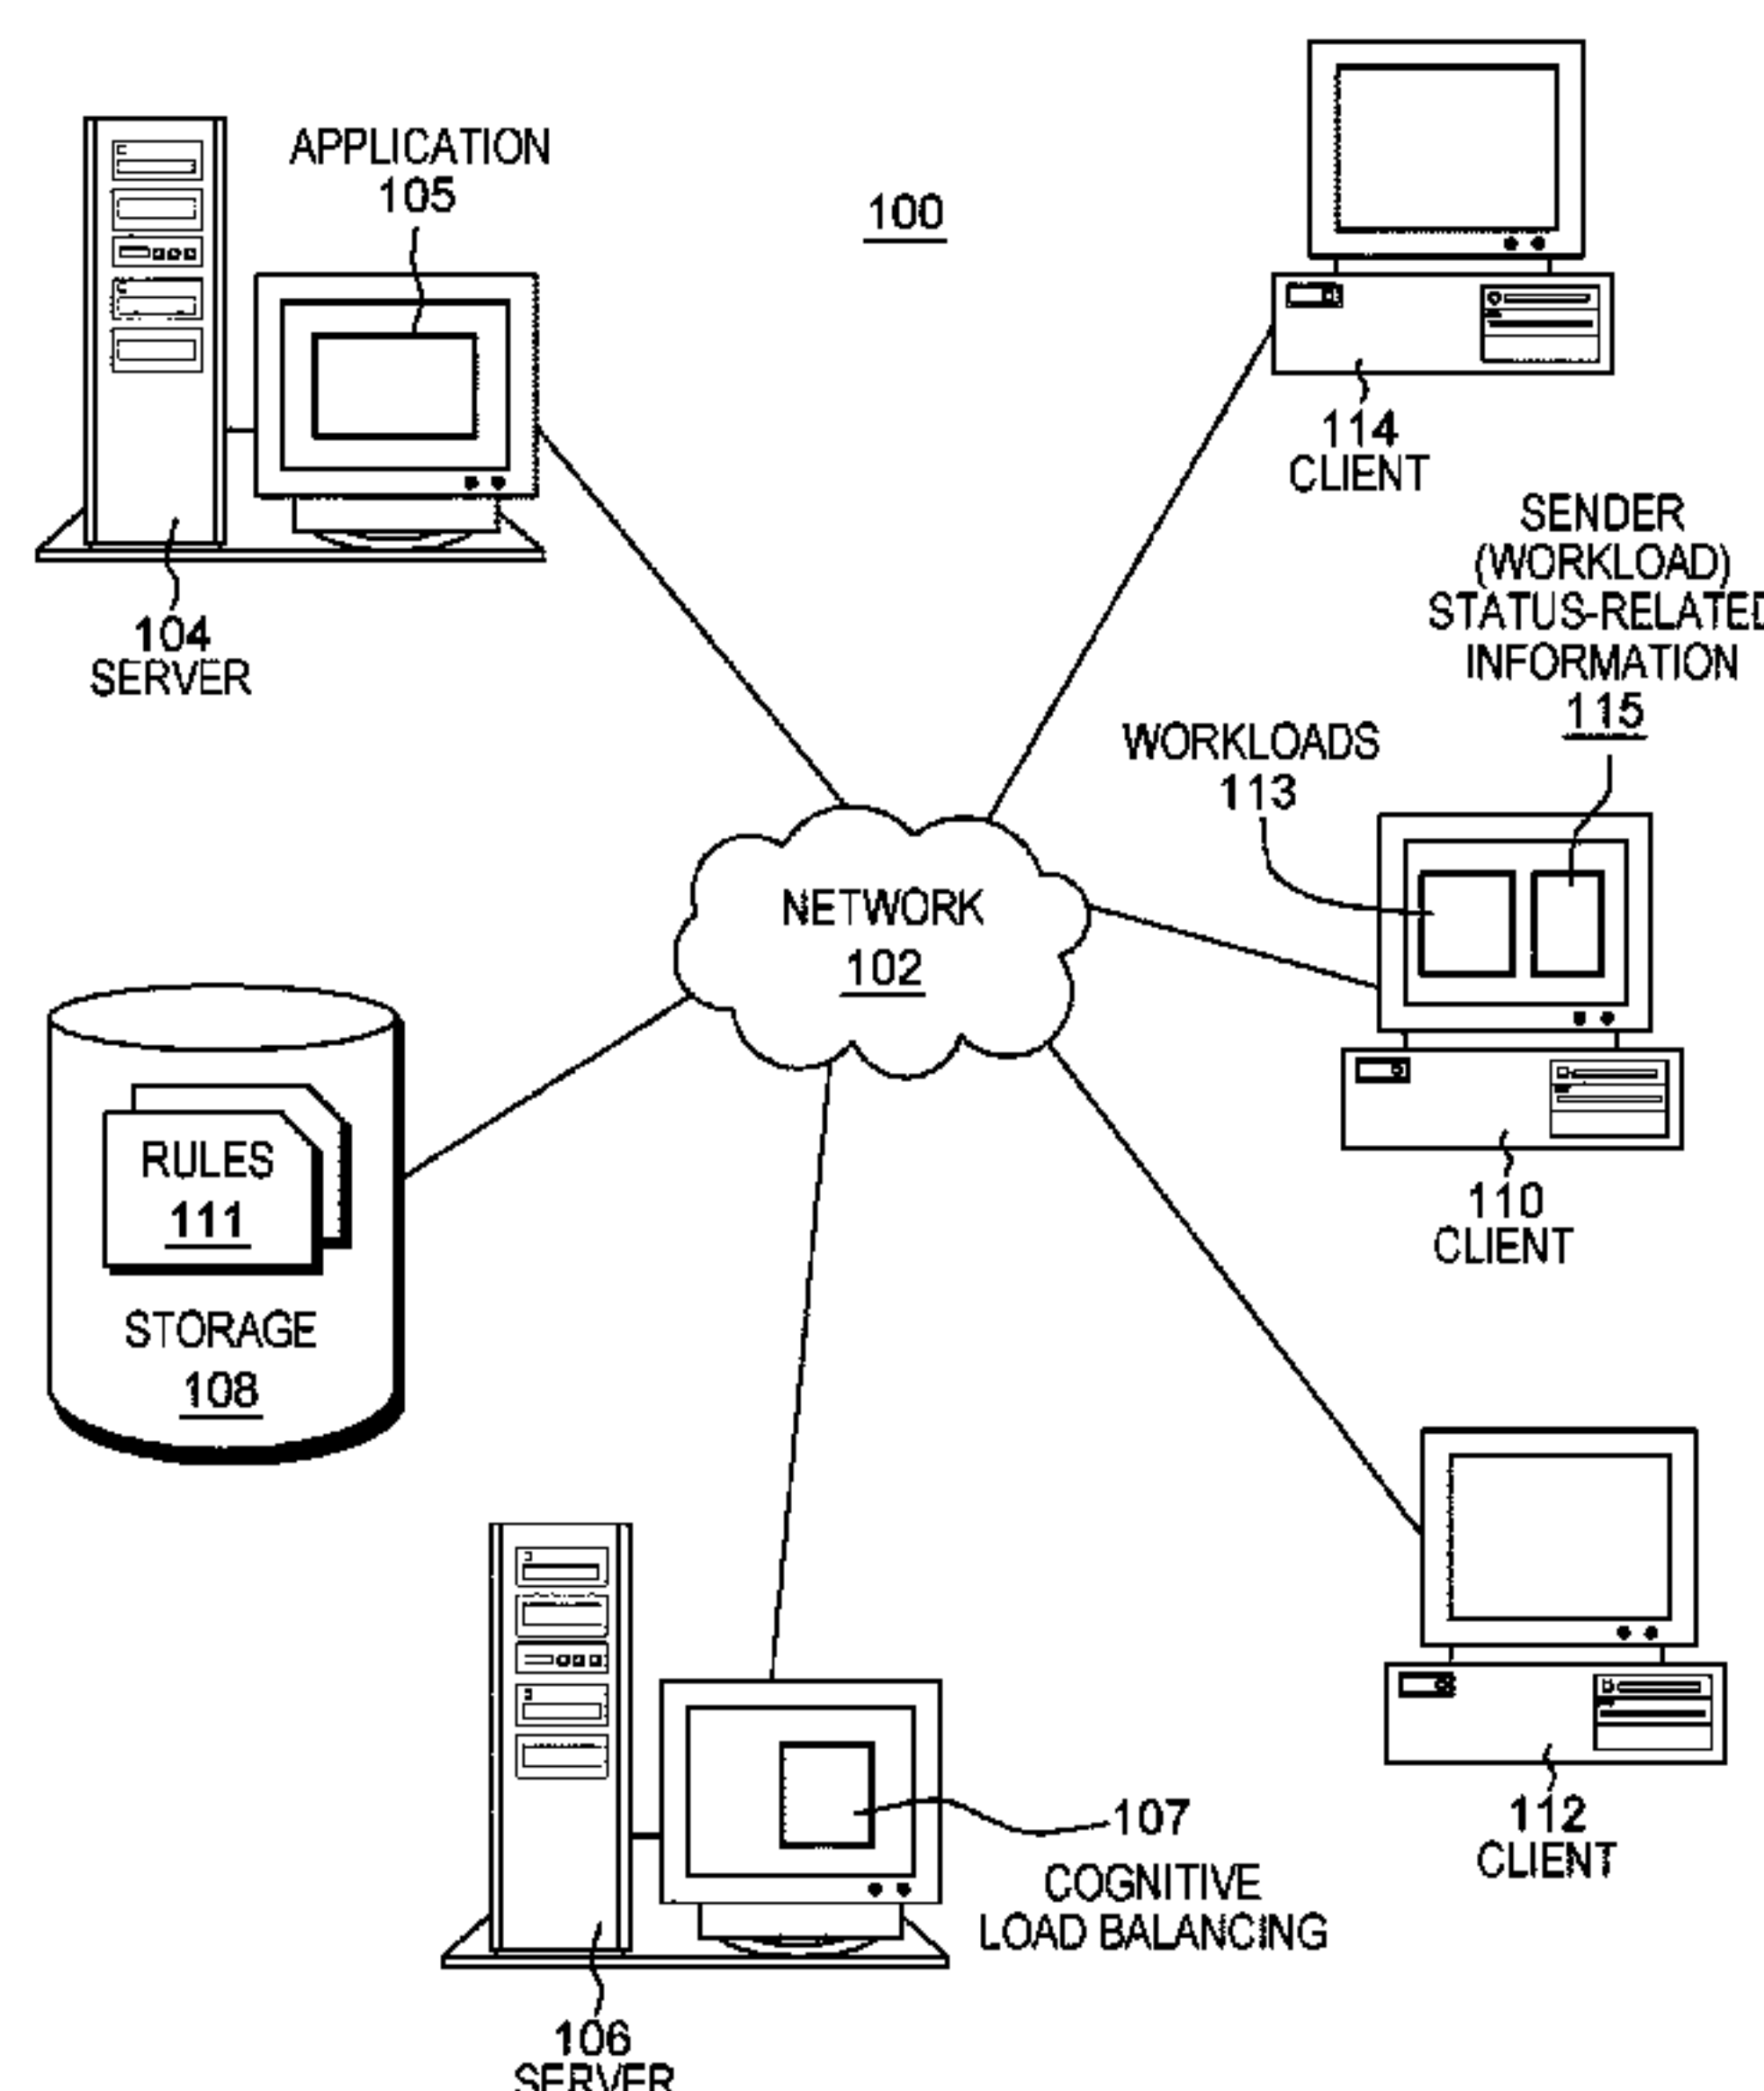 APPLICATION
105
100
114
CLIENT
104
SERVER
SENDER
(WORKLOAD)
STATUS-RELATED
INFORMATION
115
WORKLOADS
113
NETWORK
102
110
CLIENT
RULES
111
STORAGE
108
107
COGNITIVE
LOAD BALANCING
112
CLIENT
106
SERVER